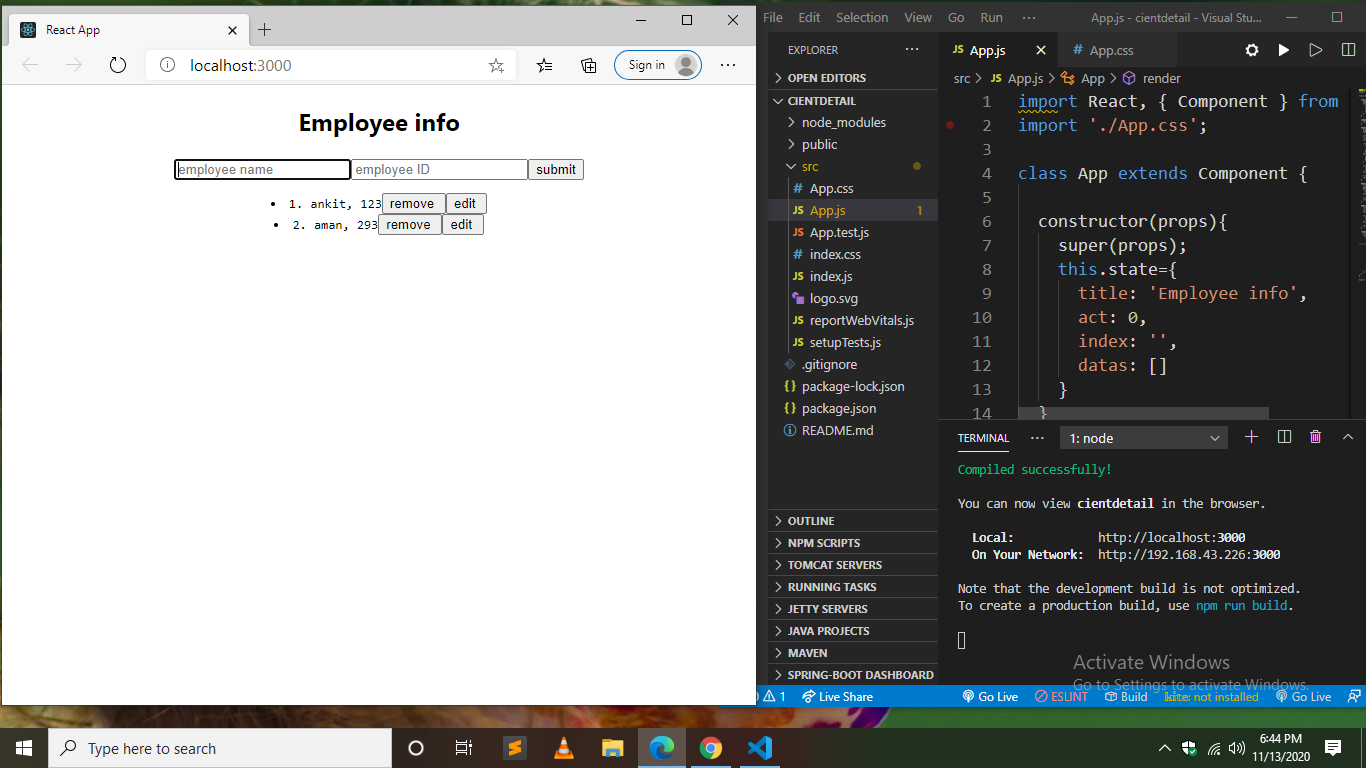 React App
localhost:3000
Sign in
Employee info
employee name employee ID submit
1. ankit, 123 remove edit
2. aman, 293 remove edit
File Edit Selection View Go Run ··· App.js - cientdetail - Visual Stu...
EXPLORER ···
OPEN EDITORS
CIENTDETAIL
node_modules
public
src
# App.css
JS App.js 1
JS App.test.js
# index.css
JS index.js
logo.svg
JS reportWebVitals.js
JS setupTests.js
.gitignore
{} package-lock.json
{} package.json
README.md
OUTLINE
NPM SCRIPTS
TOMCAT SERVERS
RUNNING TASKS
JETTY SERVERS
JAVA PROJECTS
MAVEN
SPRING-BOOT DASHBOARD
JS App.js # App.css
src > JS App.js > App > render
1 import React, { Component } from
2 import './App.css';
3
4 class App extends Component {
5
6 constructor(props){
7 super(props);
8 this.state={
9 title: 'Employee info',
10 act: 0,
11 index: '',
12 datas: []
13 }
14 }
TERMINAL ··· 1: node
Compiled successfully!
You can now view cientdetail in the browser.
Local: http://localhost:3000
On Your Network: http://192.168.43.226:3000
Note that the development build is not optimized.
To create a production build, use npm run build.
Activate Windows
Go to Settings to activate Windows.
1 Live Share Go Live ESLINT Build kite: not installed Go Live
Type here to search
6:44 PM
11/13/2020